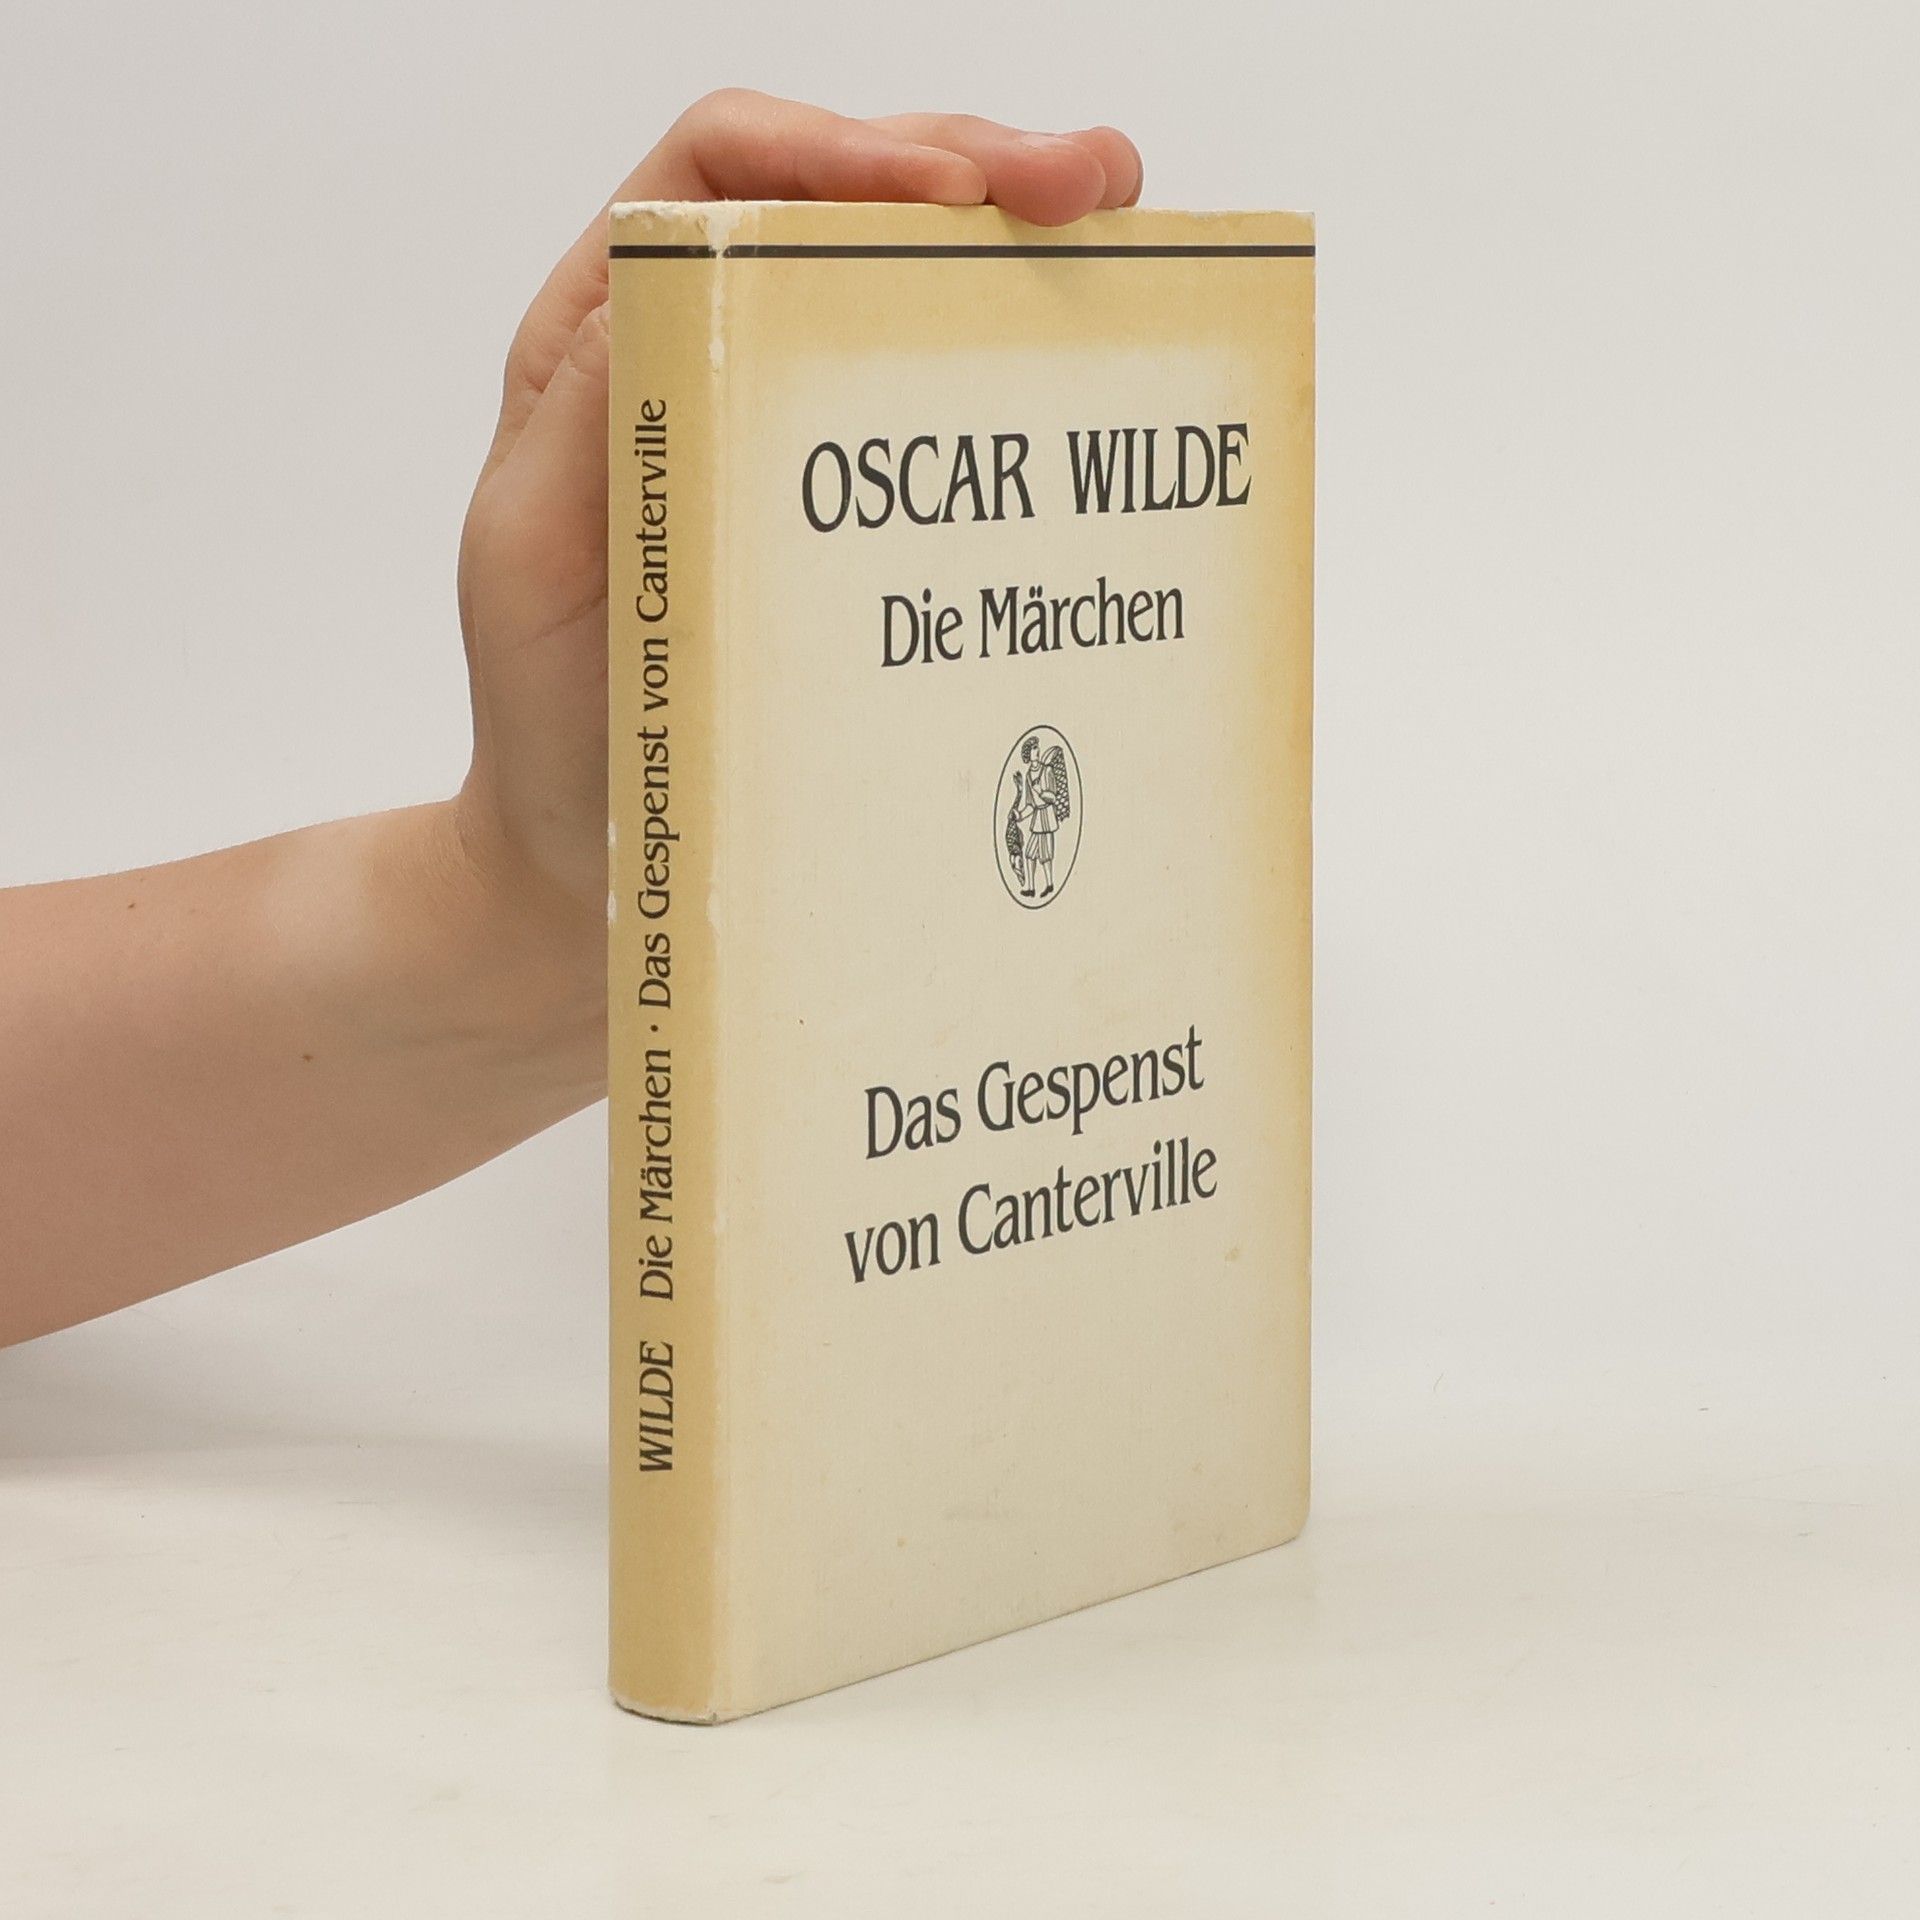 WILDE Die Märchen · Das Gespenst von Canterville
OSCAR WILDE
Die Märchen
Das Gespenst
von Canterville